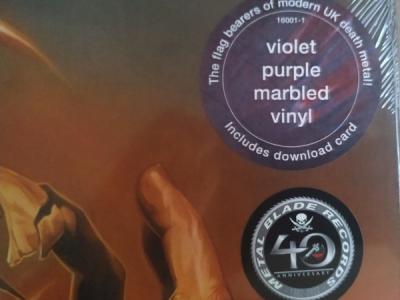 The flag bearers of modern UK death metal!
16001-1
violet
purple
marbled
vinyl
Includes download card
METAL BLADE RECORDS
40
ANNIVERSARY